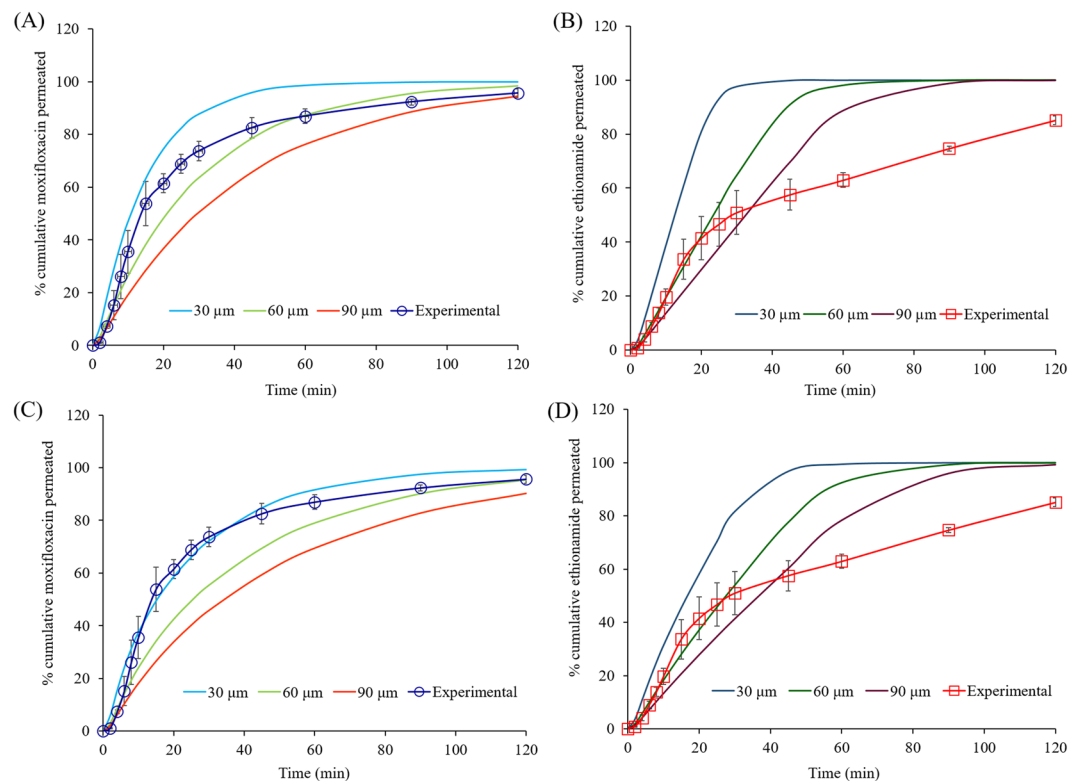 (A)
% cumulative moxifloxacin permeated
120
100
80
60
40
20
0
30 µm 60 µm 90 µm Experimental
0 20 40 60 80 100 120
Time (min)
(B)
% cumulative ethionamide permeated
120
100
80
60
40
20
0
30 µm 60 µm 90 µm Experimental
0 20 40 60 80 100 120
Time (min)
(C)
% cumulative moxifloxacin permeated
120
100
80
60
40
20
0
30 µm 60 µm 90 µm Experimental
0 20 40 60 80 100 120
Time (min)
(D)
% cumulative ethionamide permeated
120
100
80
60
40
20
0
30 µm 60 µm 90 µm Experimental
0 20 40 60 80 100 120
Time (min)